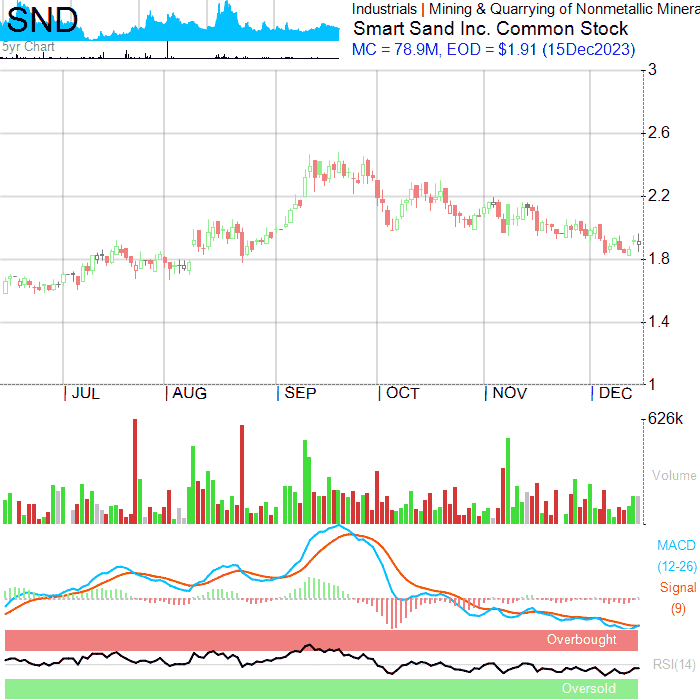 SND
5yr Chart
Industrials | Mining & Quarrying of Nonmetallic Minera
Smart Sand Inc. Common Stock
MC = 78.9M, EOD = $1.91 (15Dec2023)
3
2.6
2.2
1.8
1.4
1
| JUL | AUG | SEP | OCT | NOV | DEC
626k
Volume
MACD
(12-26)
Signal
(9)
Overbought
RSI(14)
Oversold